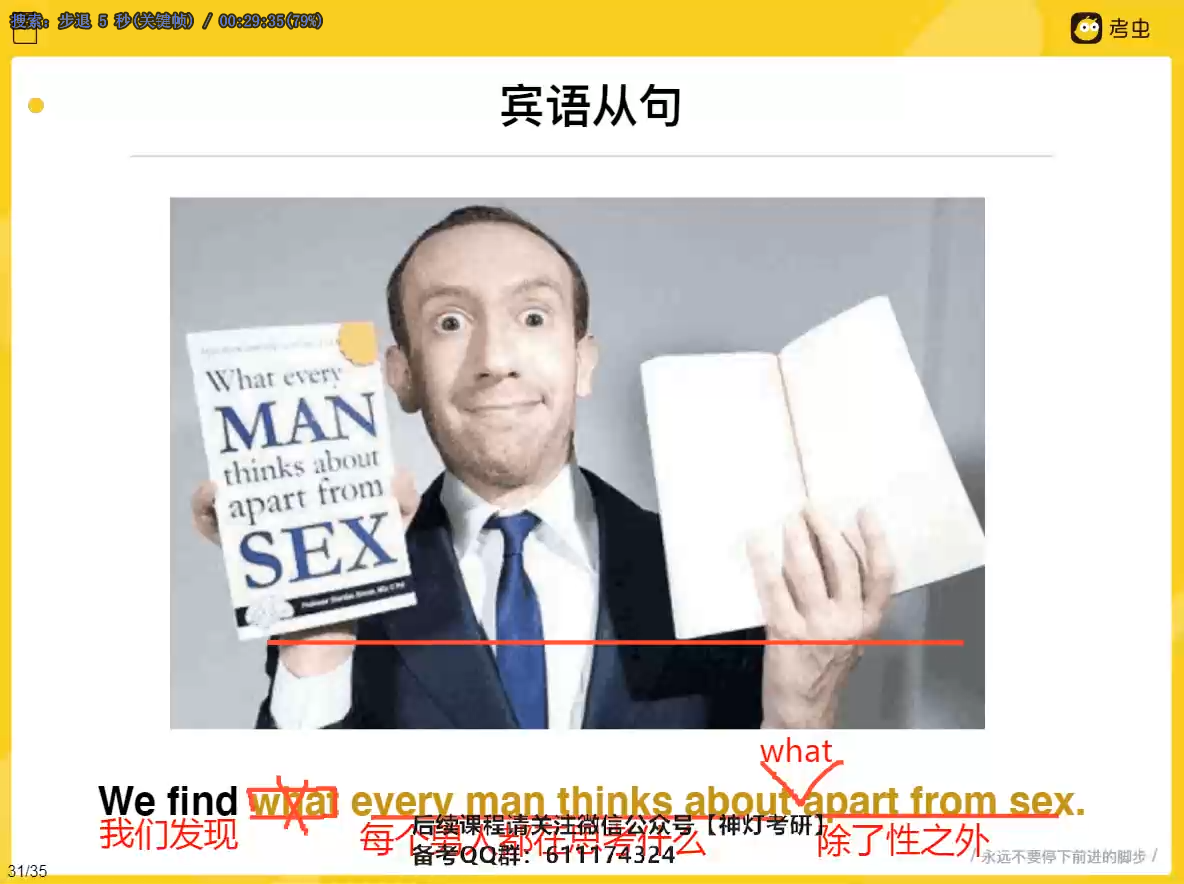 搜索: 步退 5 秒(关键帧) / 00:29:35(79%)
考虫
宾语从句
What every
MAN
thinks about
apart from
SEX
what
We find what every man thinks about apart from sex.
我们发现 每个男人都在思考什么 除了性之外
后续课程请关注微信公众号【神灯考研】
备考QQ群：611174324
/ 永远不要停下前进的脚步 /
31/35